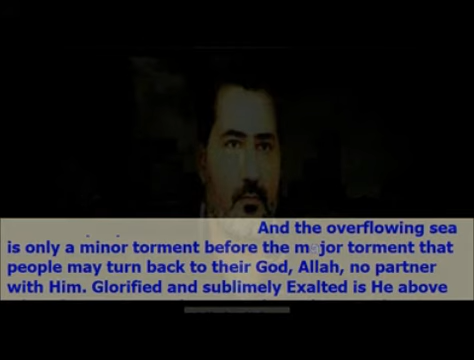 And the overflowing sea
is only a minor torment before the major torment that
people may turn back to their God, Allah, no partner
with Him. Glorified and sublimely Exalted is He above